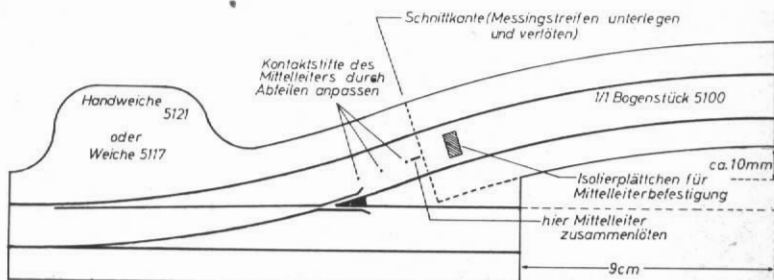 Schnittkante (Messingstreifen unterlegen
und verlöten)
Kontaktstifte des
Mittelleiters durch
Abfeilen anpassen
Handweiche
5121
oder
Weiche 5117
1/1 Bogenstück 5100
ca. 10mm
Isolierplättchen für
Mittelleiterbefestigung
hier Mittelleiter
zusammenlöten
9cm